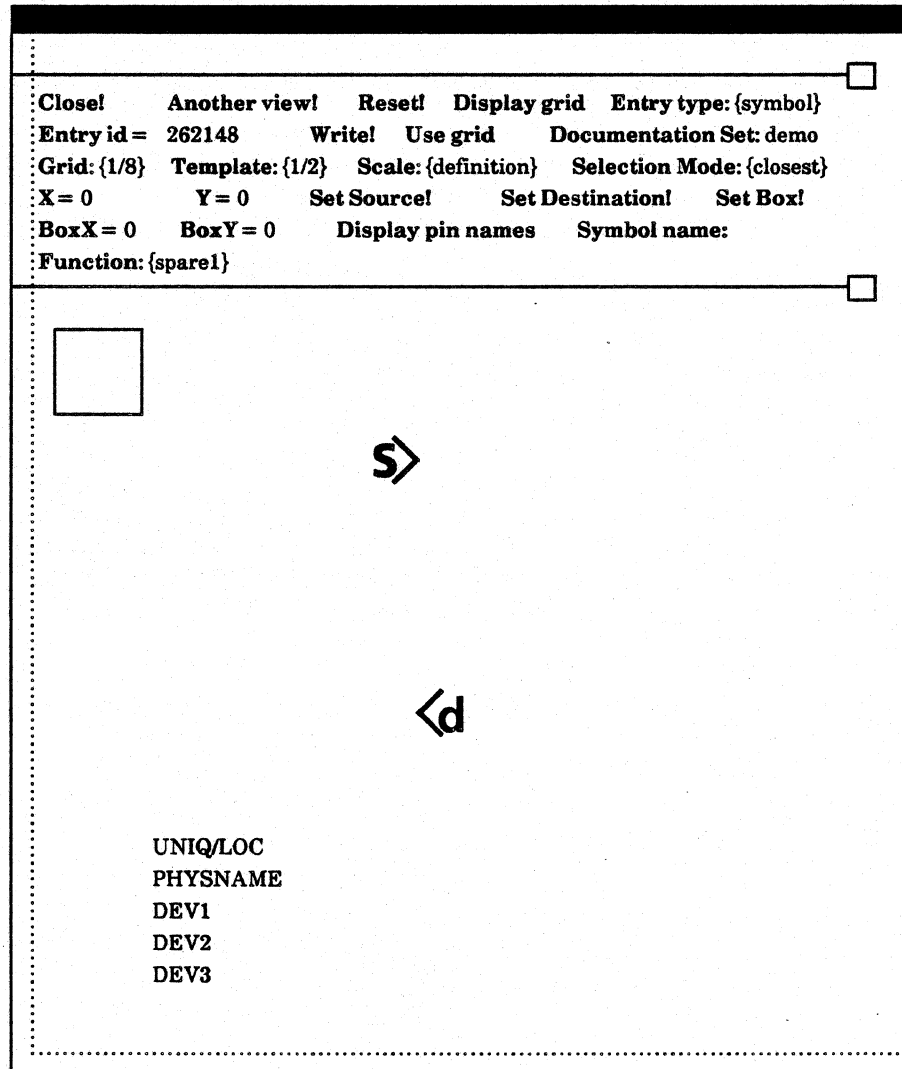 Close! Another view! Reset! Display grid Entry type: {symbol}
Entry id = 262148 Write! Use grid Documentation Set: demo
Grid: {1/8} Template: {1/2} Scale: {definition} Selection Mode: {closest}
X = 0 Y = 0 Set Source! Set Destination! Set Box!
BoxX = 0 BoxY = 0 Display pin names Symbol name:
Function: {spare1}
S>
<d
UNIQ/LOC
PHYSNAME
DEV1
DEV2
DEV3